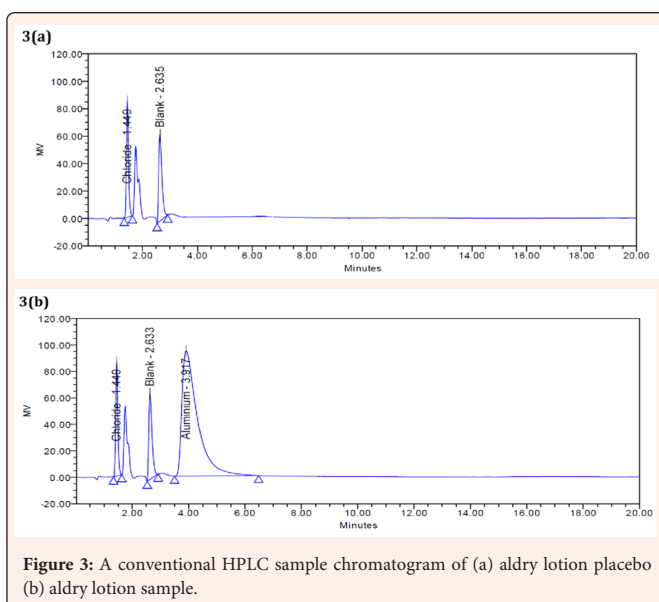 3(a)
120.00
100.00
80.00
60.00
40.00
20.00
0.00
-20.00
MV
Chloride - 1.449
Blank - 2.635
2.00 4.00 6.00 8.00 10.00 12.00 14.00 16.00 18.00 20.00
Minutes
3(b)
120.00
100.00
80.00
60.00
40.00
20.00
0.00
-20.00
MV
Chloride - 1.449
Blank - 2.633
Aluminium - 3.917
2.00 4.00 6.00 8.00 10.00 12.00 14.00 16.00 18.00 20.00
Minutes
Figure 3: A conventional HPLC sample chromatogram of (a) aldry lotion placebo
(b) aldry lotion sample.